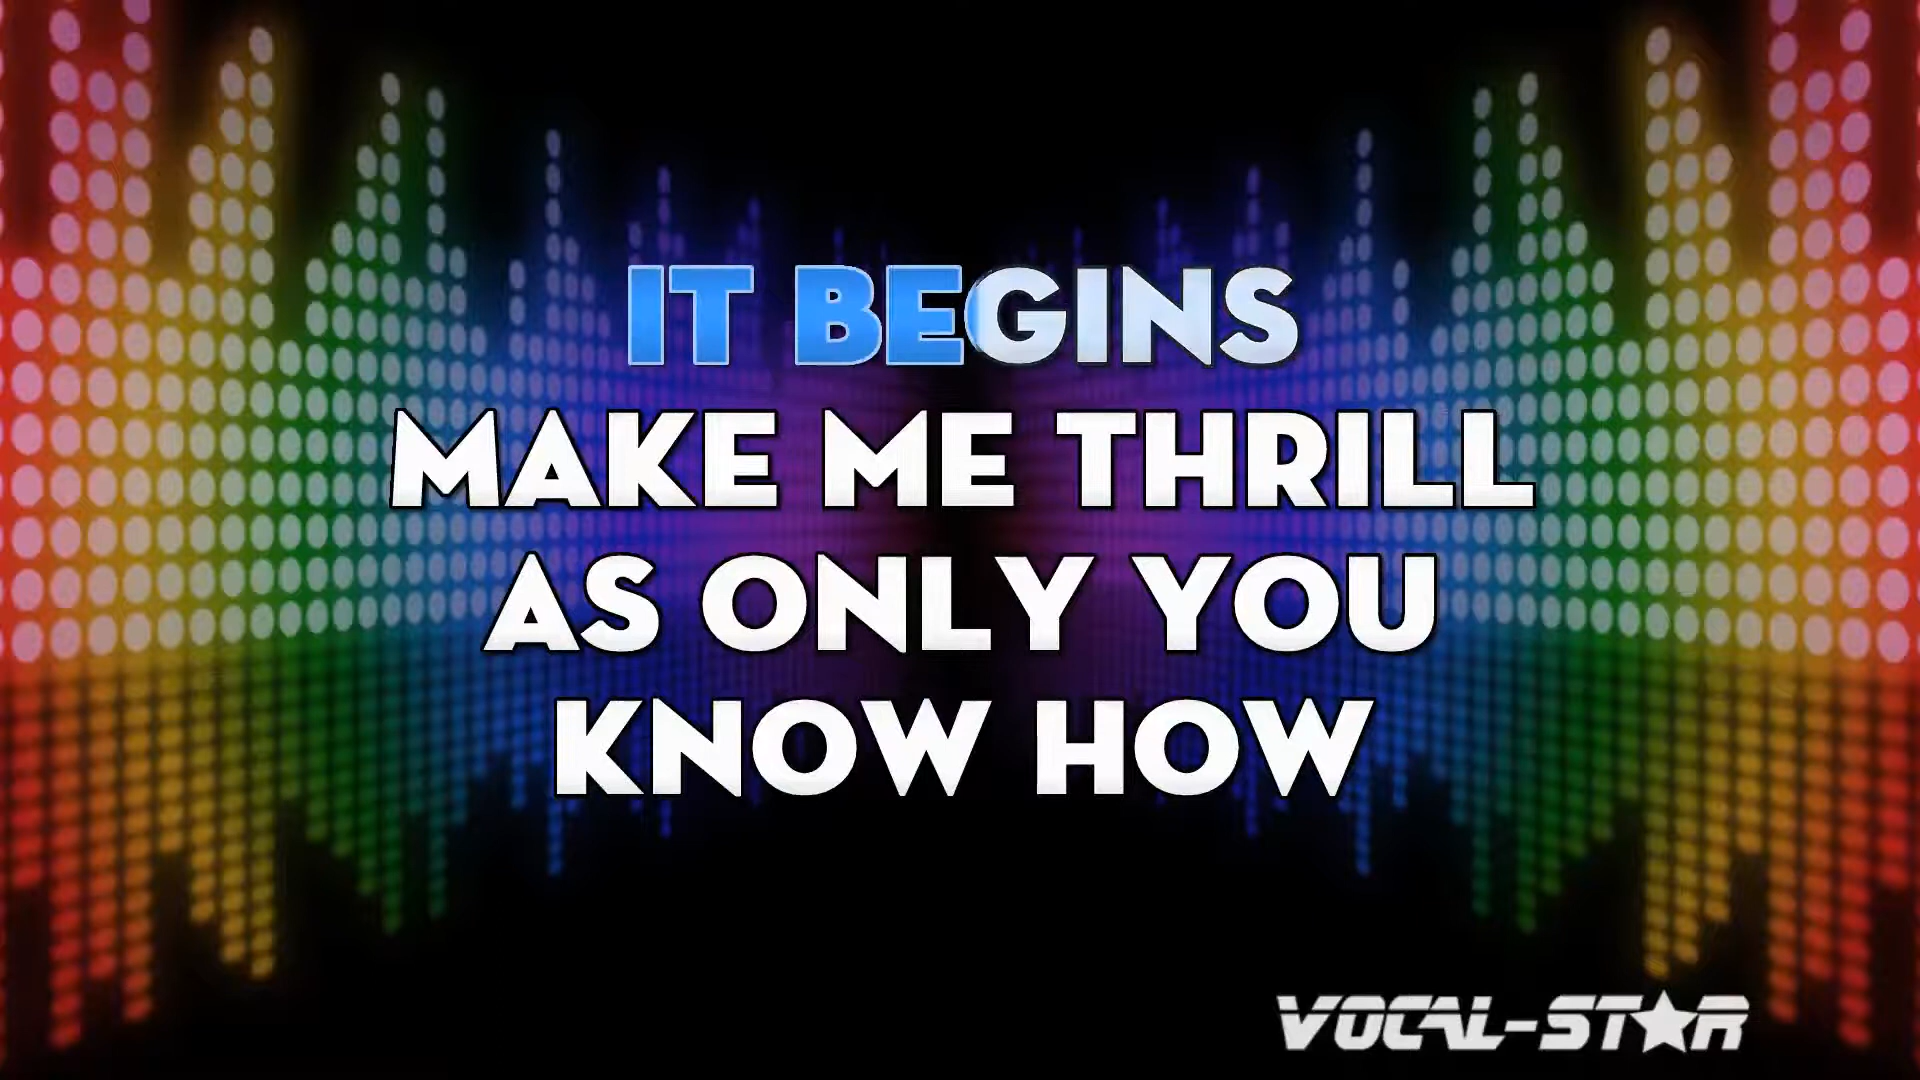 IT BEGINS
MAKE ME THRILL
AS ONLY YOU
KNOW HOW
VOCAL-STAR